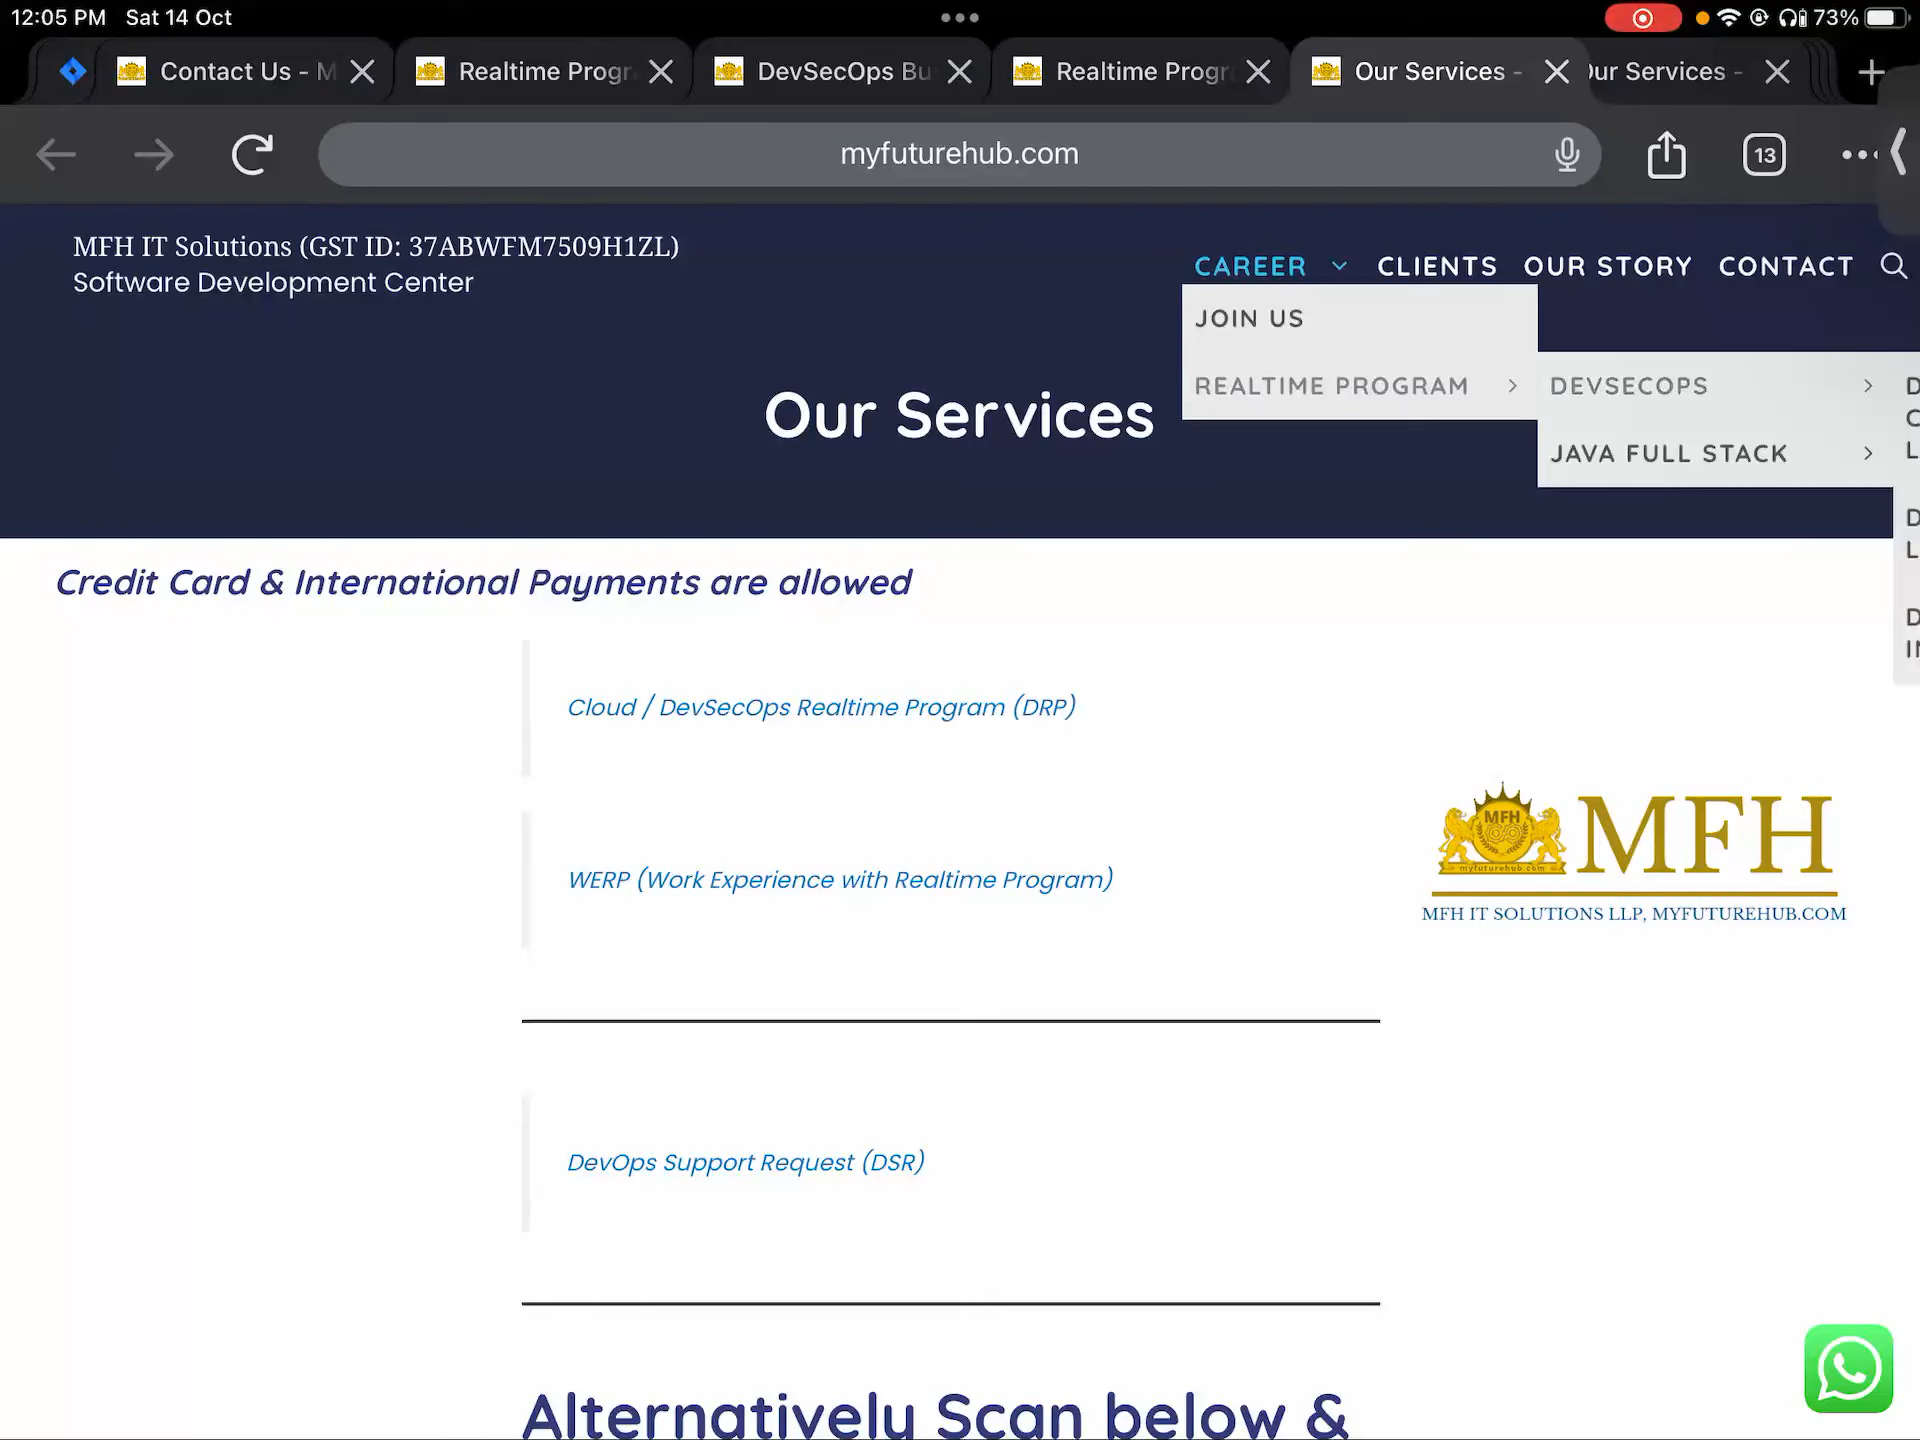 12:05 PM Sat 14 Oct
73%
Contact Us - M
Realtime Progr
DevSecOps Bu
Realtime Progr
Our Services -
Our Services -
myfuturehub.com
13
MFH IT Solutions (GST ID: 37ABWFM7509H1ZL)
Software Development Center
CAREER CLIENTS OUR STORY CONTACT
JOIN US
REALTIME PROGRAM
DEVSECOPS
JAVA FULL STACK
Our Services
Credit Card & International Payments are allowed
Cloud / DevSecOps Realtime Program (DRP)
WERP (Work Experience with Realtime Program)
MFH
myfuturehub.com
MFH
MFH IT SOLUTIONS LLP, MYFUTUREHUB.COM
DevOps Support Request (DSR)
Alternatively Scan below &